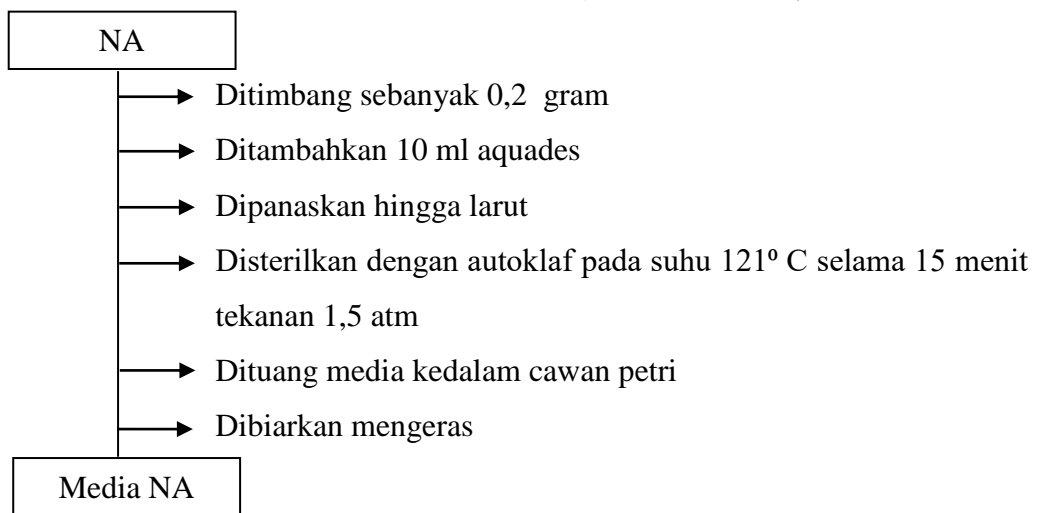 NA
Ditimbang sebanyak 0,2 gram
Ditambahkan 10 ml aquades
Dipanaskan hingga larut
Disterilkan dengan autoklaf pada suhu 121⁰ C selama 15 menit
tekanan 1,5 atm
Dituang media kedalam cawan petri
Dibiarkan mengeras
Media NA